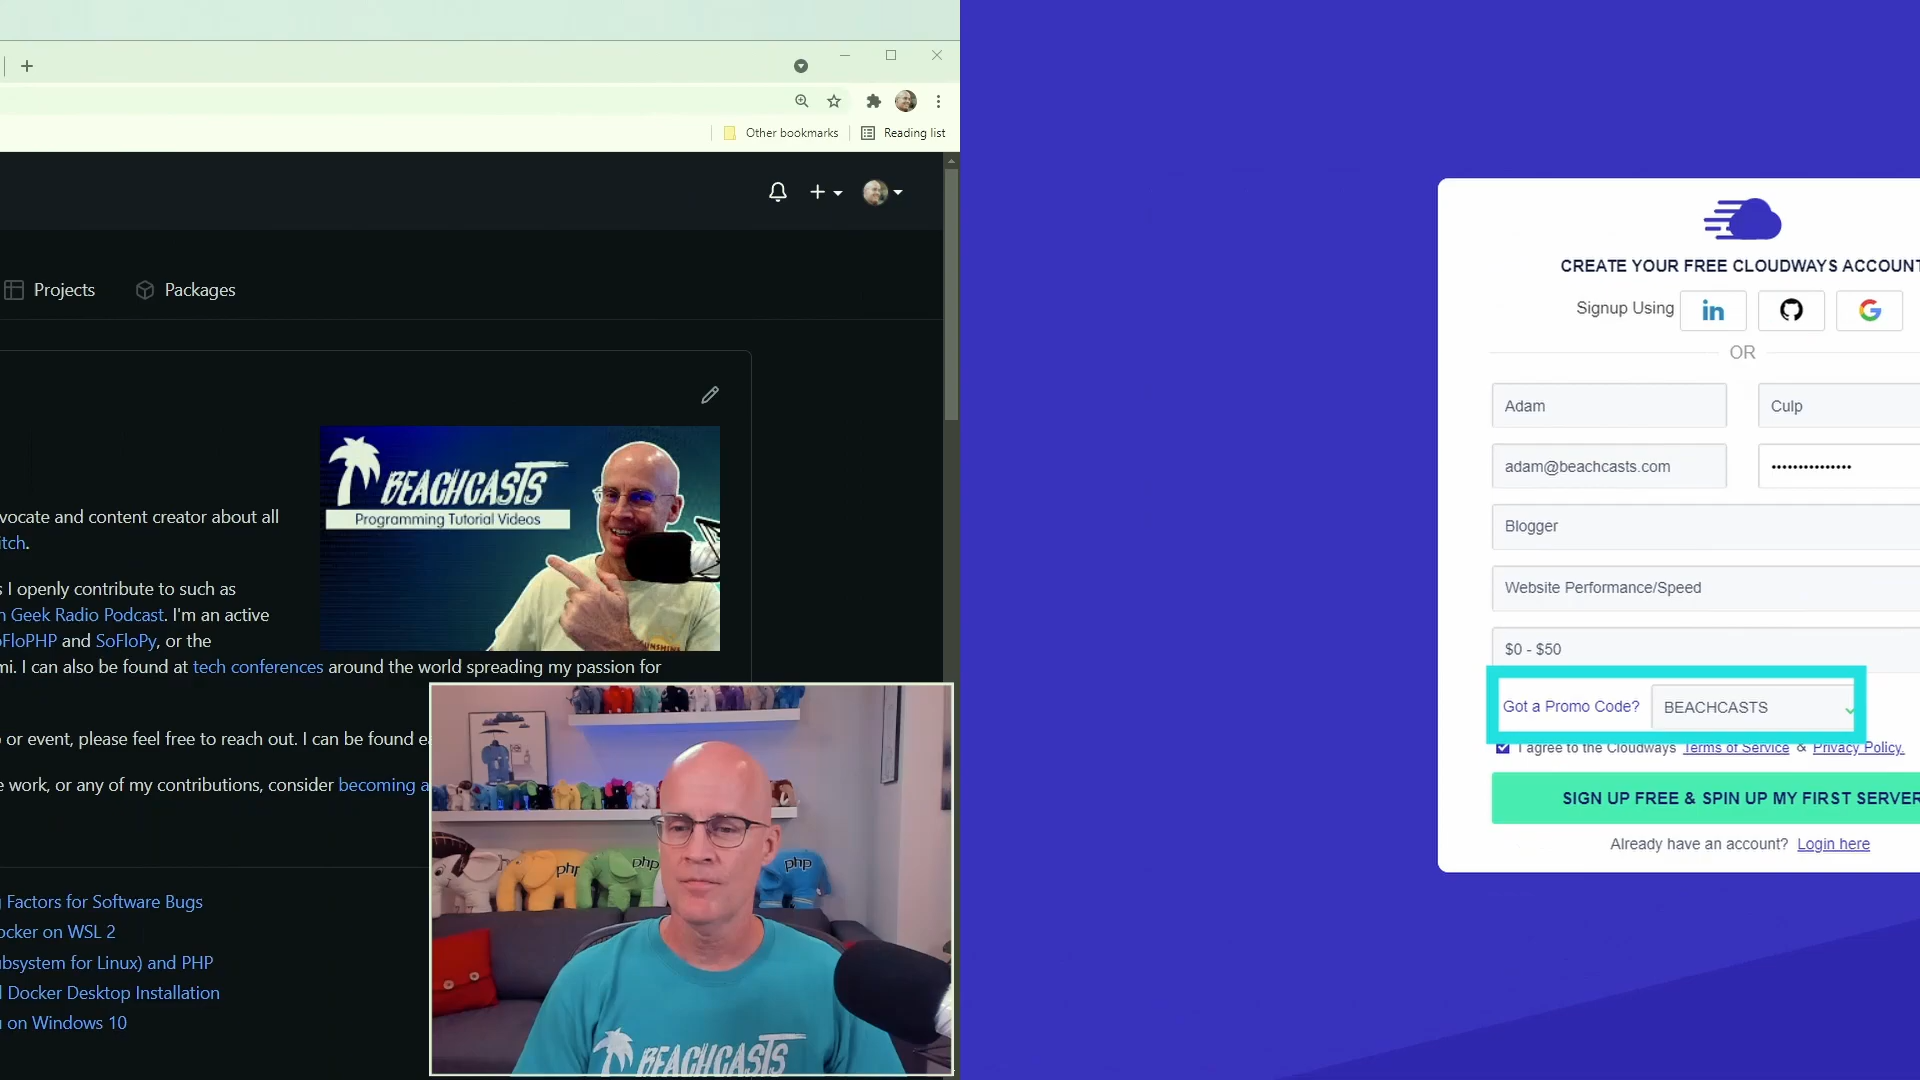 Other bookmarks
Reading list
Projects
Packages
BEACHCASTS
Programming Tutorial Videos
vocate and content creator about all
itch.
s I openly contribute to such as
n Geek Radio Podcast. I'm an active
oFloPHP and SoFloPy, or the
mi. I can also be found at tech conferences around the world spreading my passion for
o or event, please feel free to reach out. I can be found ea
e work, or any of my contributions, consider becoming a
g Factors for Software Bugs
ocker on WSL 2
ubsystem for Linux) and PHP
l Docker Desktop Installation
u on Windows 10
php
php
php
BEACHCASTS
CREATE YOUR FREE CLOUDWAYS ACCOUNT
Signup Using
in
G
OR
Adam
Culp
adam@beachcasts.com
Blogger
Website Performance/Speed
$0 - $50
Got a Promo Code?
BEACHCASTS
I agree to the Cloudways Terms of Service & Privacy Policy.
SIGN UP FREE & SPIN UP MY FIRST SERVER
Already have an account? Login here